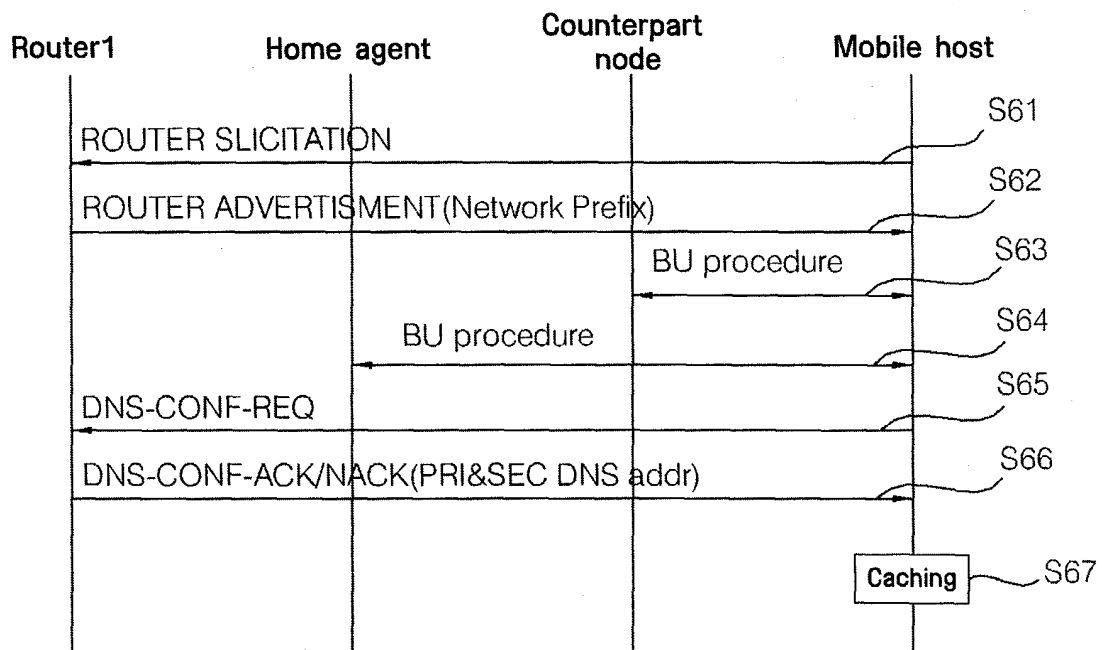 Router1
Home agent
Counterpart
node
Mobile host
S61
ROUTER SLICITATION
S62
ROUTER ADVERTISMENT(Network Prefix)
S63
BU procedure
S64
BU procedure
S65
DNS-CONF-REQ
S66
DNS-CONF-ACK/NACK(PRI&SEC DNS addr)
Caching
S67